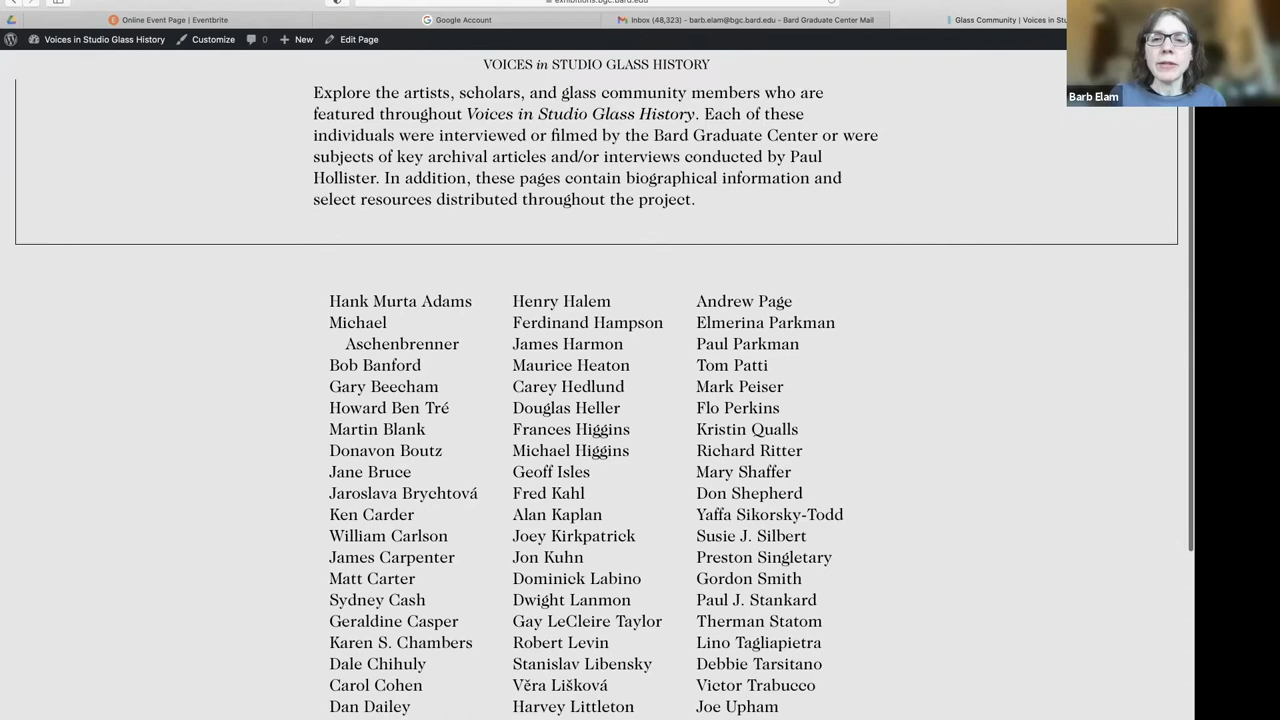 exhibitions.bgc.bard.edu
Online Event Page | Eventbrite
Google Account
Inbox (48,323) - barb.elam@bgc.bard.edu - Bard Graduate Center Mail
Glass Community | Voices in Stu
Voices in Studio Glass History
Customize
0
New
Edit Page
Barb Elam
VOICES in STUDIO GLASS HISTORY
Explore the artists, scholars, and glass community members who are
featured throughout Voices in Studio Glass History. Each of these
individuals were interviewed or filmed by the Bard Graduate Center or were
subjects of key archival articles and/or interviews conducted by Paul
Hollister. In addition, these pages contain biographical information and
select resources distributed throughout the project.
Hank Murta Adams
Michael
Aschenbrenner
Bob Banford
Gary Beecham
Howard Ben Tré
Martin Blank
Donavon Boutz
Jane Bruce
Jaroslava Brychtová
Ken Carder
William Carlson
James Carpenter
Matt Carter
Sydney Cash
Geraldine Casper
Karen S. Chambers
Dale Chihuly
Carol Cohen
Dan Dailey
Henry Halem
Ferdinand Hampson
James Harmon
Maurice Heaton
Carey Hedlund
Douglas Heller
Frances Higgins
Michael Higgins
Geoff Isles
Fred Kahl
Alan Kaplan
Joey Kirkpatrick
Jon Kuhn
Dominick Labino
Dwight Lanmon
Gay LeCleire Taylor
Robert Levin
Stanislav Libensky
Věra Lišková
Harvey Littleton
Andrew Page
Elmerina Parkman
Paul Parkman
Tom Patti
Mark Peiser
Flo Perkins
Kristin Qualls
Richard Ritter
Mary Shaffer
Don Shepherd
Yaffa Sikorsky-Todd
Susie J. Silbert
Preston Singletary
Gordon Smith
Paul J. Stankard
Therman Statom
Lino Tagliapietra
Debbie Tarsitano
Victor Trabucco
Joe Upham